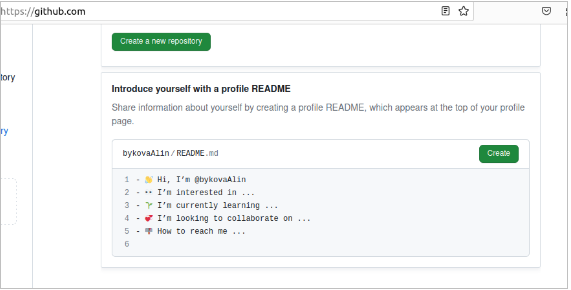 https://github.com
Create a new repository
tory
Introduce yourself with a profile README
Share information about yourself by creating a profile README, which appears at the top of your profile
page.
ry
bykovaAlin/README.md
Create
1 - 👋 Hi, I’m @bykovaAlin
2 - 👀 I’m interested in ...
3 - 🌱 I’m currently learning ...
4 - 💞️ I’m looking to collaborate on ...
5 - 📫 How to reach me ...
6